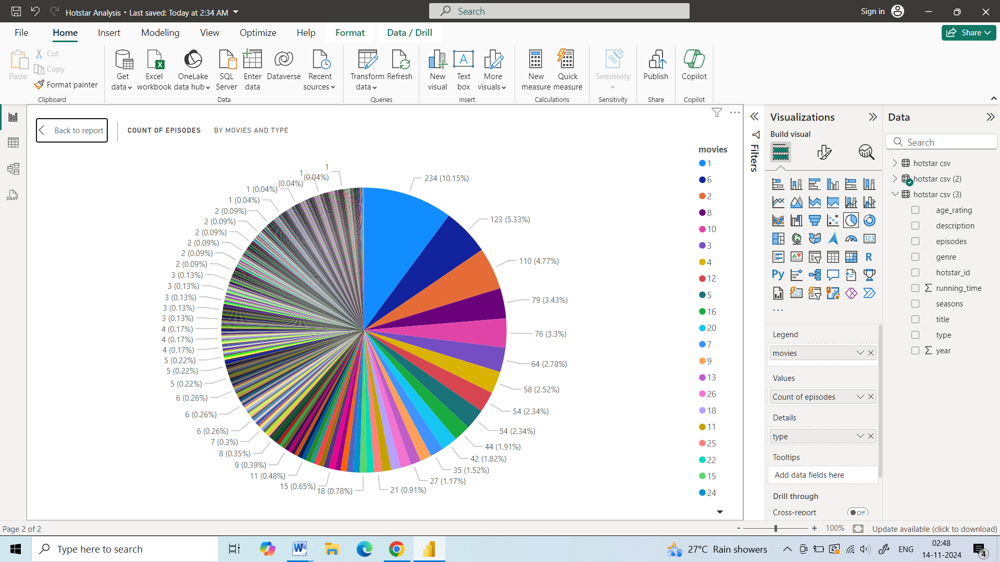 Hotstar Analysis • Last saved: Today at 2:34 AM
Search
Sign in
File
Home
Insert
Modeling
View
Optimize
Help
Format
Data / Drill
Share
Paste
Cut
Copy
Format painter
Clipboard
Get data
Excel workbook
OneLake data hub
SQL Server
Enter data
Dataverse
Recent sources
Data
Transform data
Refresh
Queries
New visual
Text box
More visuals
Insert
New measure
Quick measure
Calculations
Sensitivity
Sensitivity
Publish
Share
Copilot
Copilot
Back to report
COUNT OF EPISODES
BY MOVIES AND TYPE
234 (10.15%)
123 (5.33%)
110 (4.77%)
79 (3.43%)
76 (3.3%)
64 (2.78%)
58 (2.52%)
54 (2.34%)
54 (2.34%)
44 (1.91%)
42 (1.82%)
35 (1.52%)
27 (1.17%)
21 (0.91%)
18 (0.78%)
15 (0.65%)
11 (0.48%)
9 (0.39%)
8 (0.35%)
7 (0.3%)
6 (0.26%)
6 (0.26%)
6 (0.26%)
5 (0.22%)
5 (0.22%)
5 (0.22%)
4 (0.17%)
4 (0.17%)
4 (0.17%)
3 (0.13%)
3 (0.13%)
3 (0.13%)
3 (0.13%)
3 (0.13%)
2 (0.09%)
2 (0.09%)
2 (0.09%)
2 (0.09%)
2 (0.09%)
2 (0.09%)
1 (0.04%)
1 (0.04%)
1
(0.04%)
1
(0.04%)
movies
1
6
2
8
10
3
4
12
5
16
20
7
9
13
26
18
11
25
22
15
24
Filters
Visualizations
Build visual
123
R
Py
123
...
Legend
movies
Values
Count of episodes
Details
type
Tooltips
Add data fields here
Drill through
Cross-report
Off
Data
Search
hotstar csv
hotstar csv (2)
hotstar csv (3)
age_rating
description
episodes
genre
hotstar_id
running_time
seasons
title
type
year
DAX
Page 2 of 2
- + 100%
Update available (click to download)
Type here to search
27°C Rain showers
ENG
02:48
14-11-2024
4